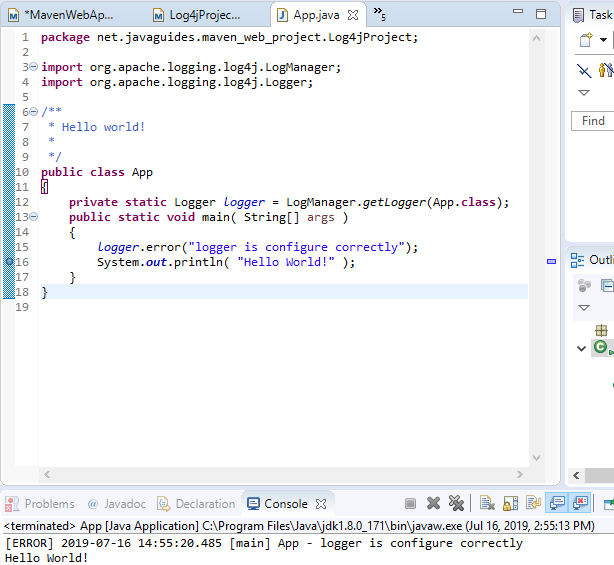 *MavenWebAp... Log4jProjec... App.java »5
1 package net.javaguides.maven_web_project.Log4jProject;
2
3 import org.apache.logging.log4j.LogManager;
4 import org.apache.logging.log4j.Logger;
5
6 /**
7 * Hello world!
8 *
9 */
10 public class App
11 {
12 private static Logger logger = LogManager.getLogger(App.class);
13 public static void main( String[] args )
14 {
15 logger.error("logger is configure correctly");
16 System.out.println( "Hello World!" );
17 }
18 }
19
Task
Find
Outli
Problems @ Javadoc Declaration Console
<terminated> App [Java Application] C:\Program Files\Java\jdk1.8.0_171\bin\javaw.exe (Jul 16, 2019, 2:55:13 PM)
[ERROR] 2019-07-16 14:55:20.485 [main] App - logger is configure correctly
Hello World!